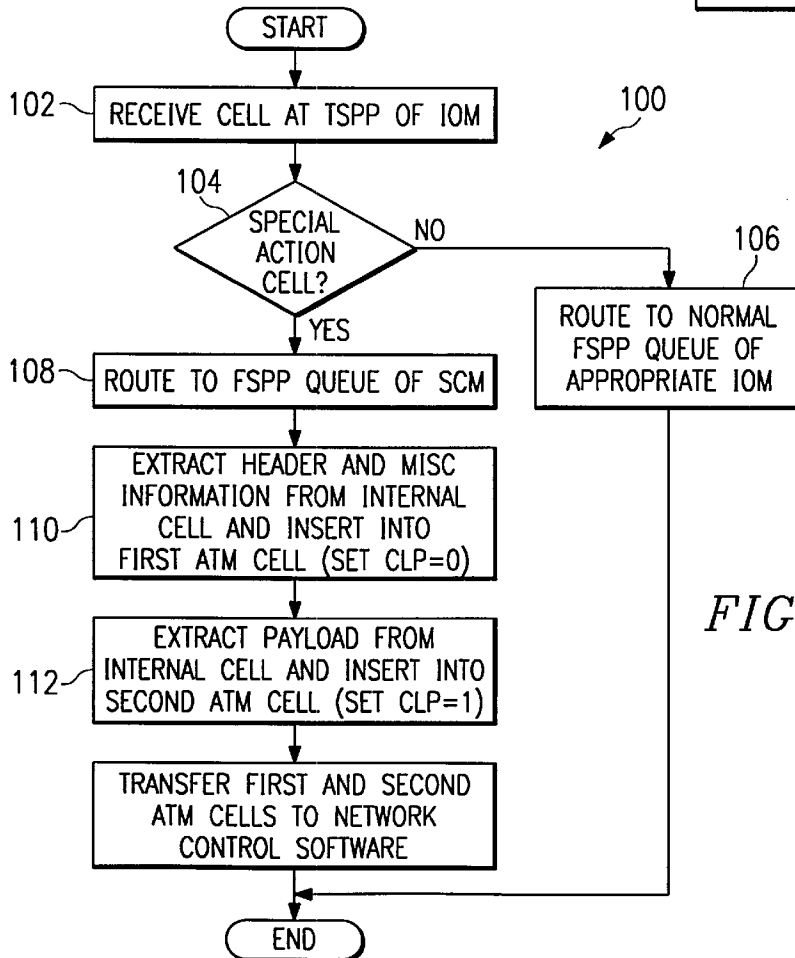 START
102
RECEIVE CELL AT TSPP OF IOM
100
104
SPECIAL
ACTION
CELL?
NO
YES
106
ROUTE TO NORMAL
FSPP QUEUE OF
APPROPRIATE IOM
108
ROUTE TO FSPP QUEUE OF SCM
110
EXTRACT HEADER AND MISC
INFORMATION FROM INTERNAL
CELL AND INSERT INTO
FIRST ATM CELL (SET CLP=0)
FIG
112
EXTRACT PAYLOAD FROM
INTERNAL CELL AND INSERT INTO
SECOND ATM CELL (SET CLP=1)
TRANSFER FIRST AND SECOND
ATM CELLS TO NETWORK
CONTROL SOFTWARE
END